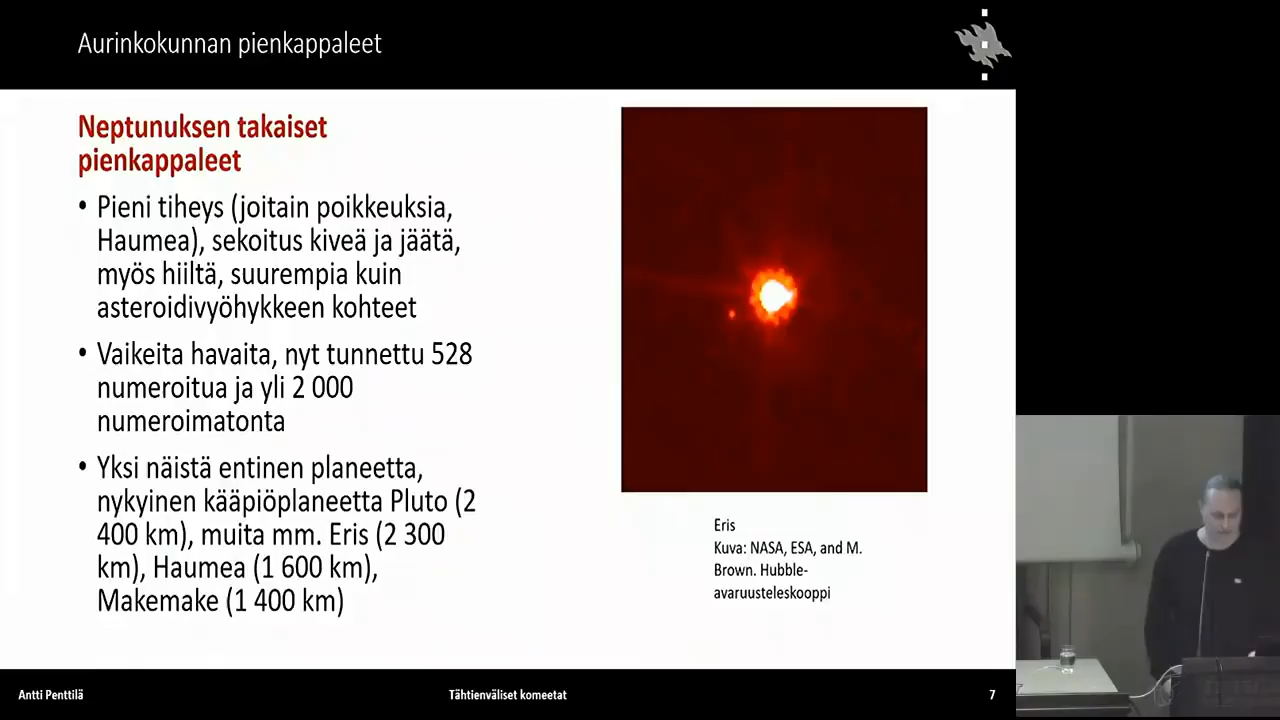 Aurinkokunnan pienkappaleet
Neptunuksen takaiset
pienkappaleet
• Pieni tiheys (joitain poikkeuksia,
Haumea), sekoitus kiveä ja jäätä,
myös hiiltä, suurempia kuin
asteroidivyöhykkeen kohteet
• Vaikeita havaita, nyt tunnettu 528
numeroitua ja yli 2 000
numeroimatonta
• Yksi näistä entinen planeetta,
nykyinen kääpiöplaneetta Pluto (2
400 km), muita mm. Eris (2 300
km), Haumea (1 600 km),
Makemake (1 400 km)
Eris
Kuva: NASA, ESA, and M.
Brown. Hubble-
avaruusteleskooppi
Antti Penttilä
Tähtienväliset komeetat
7